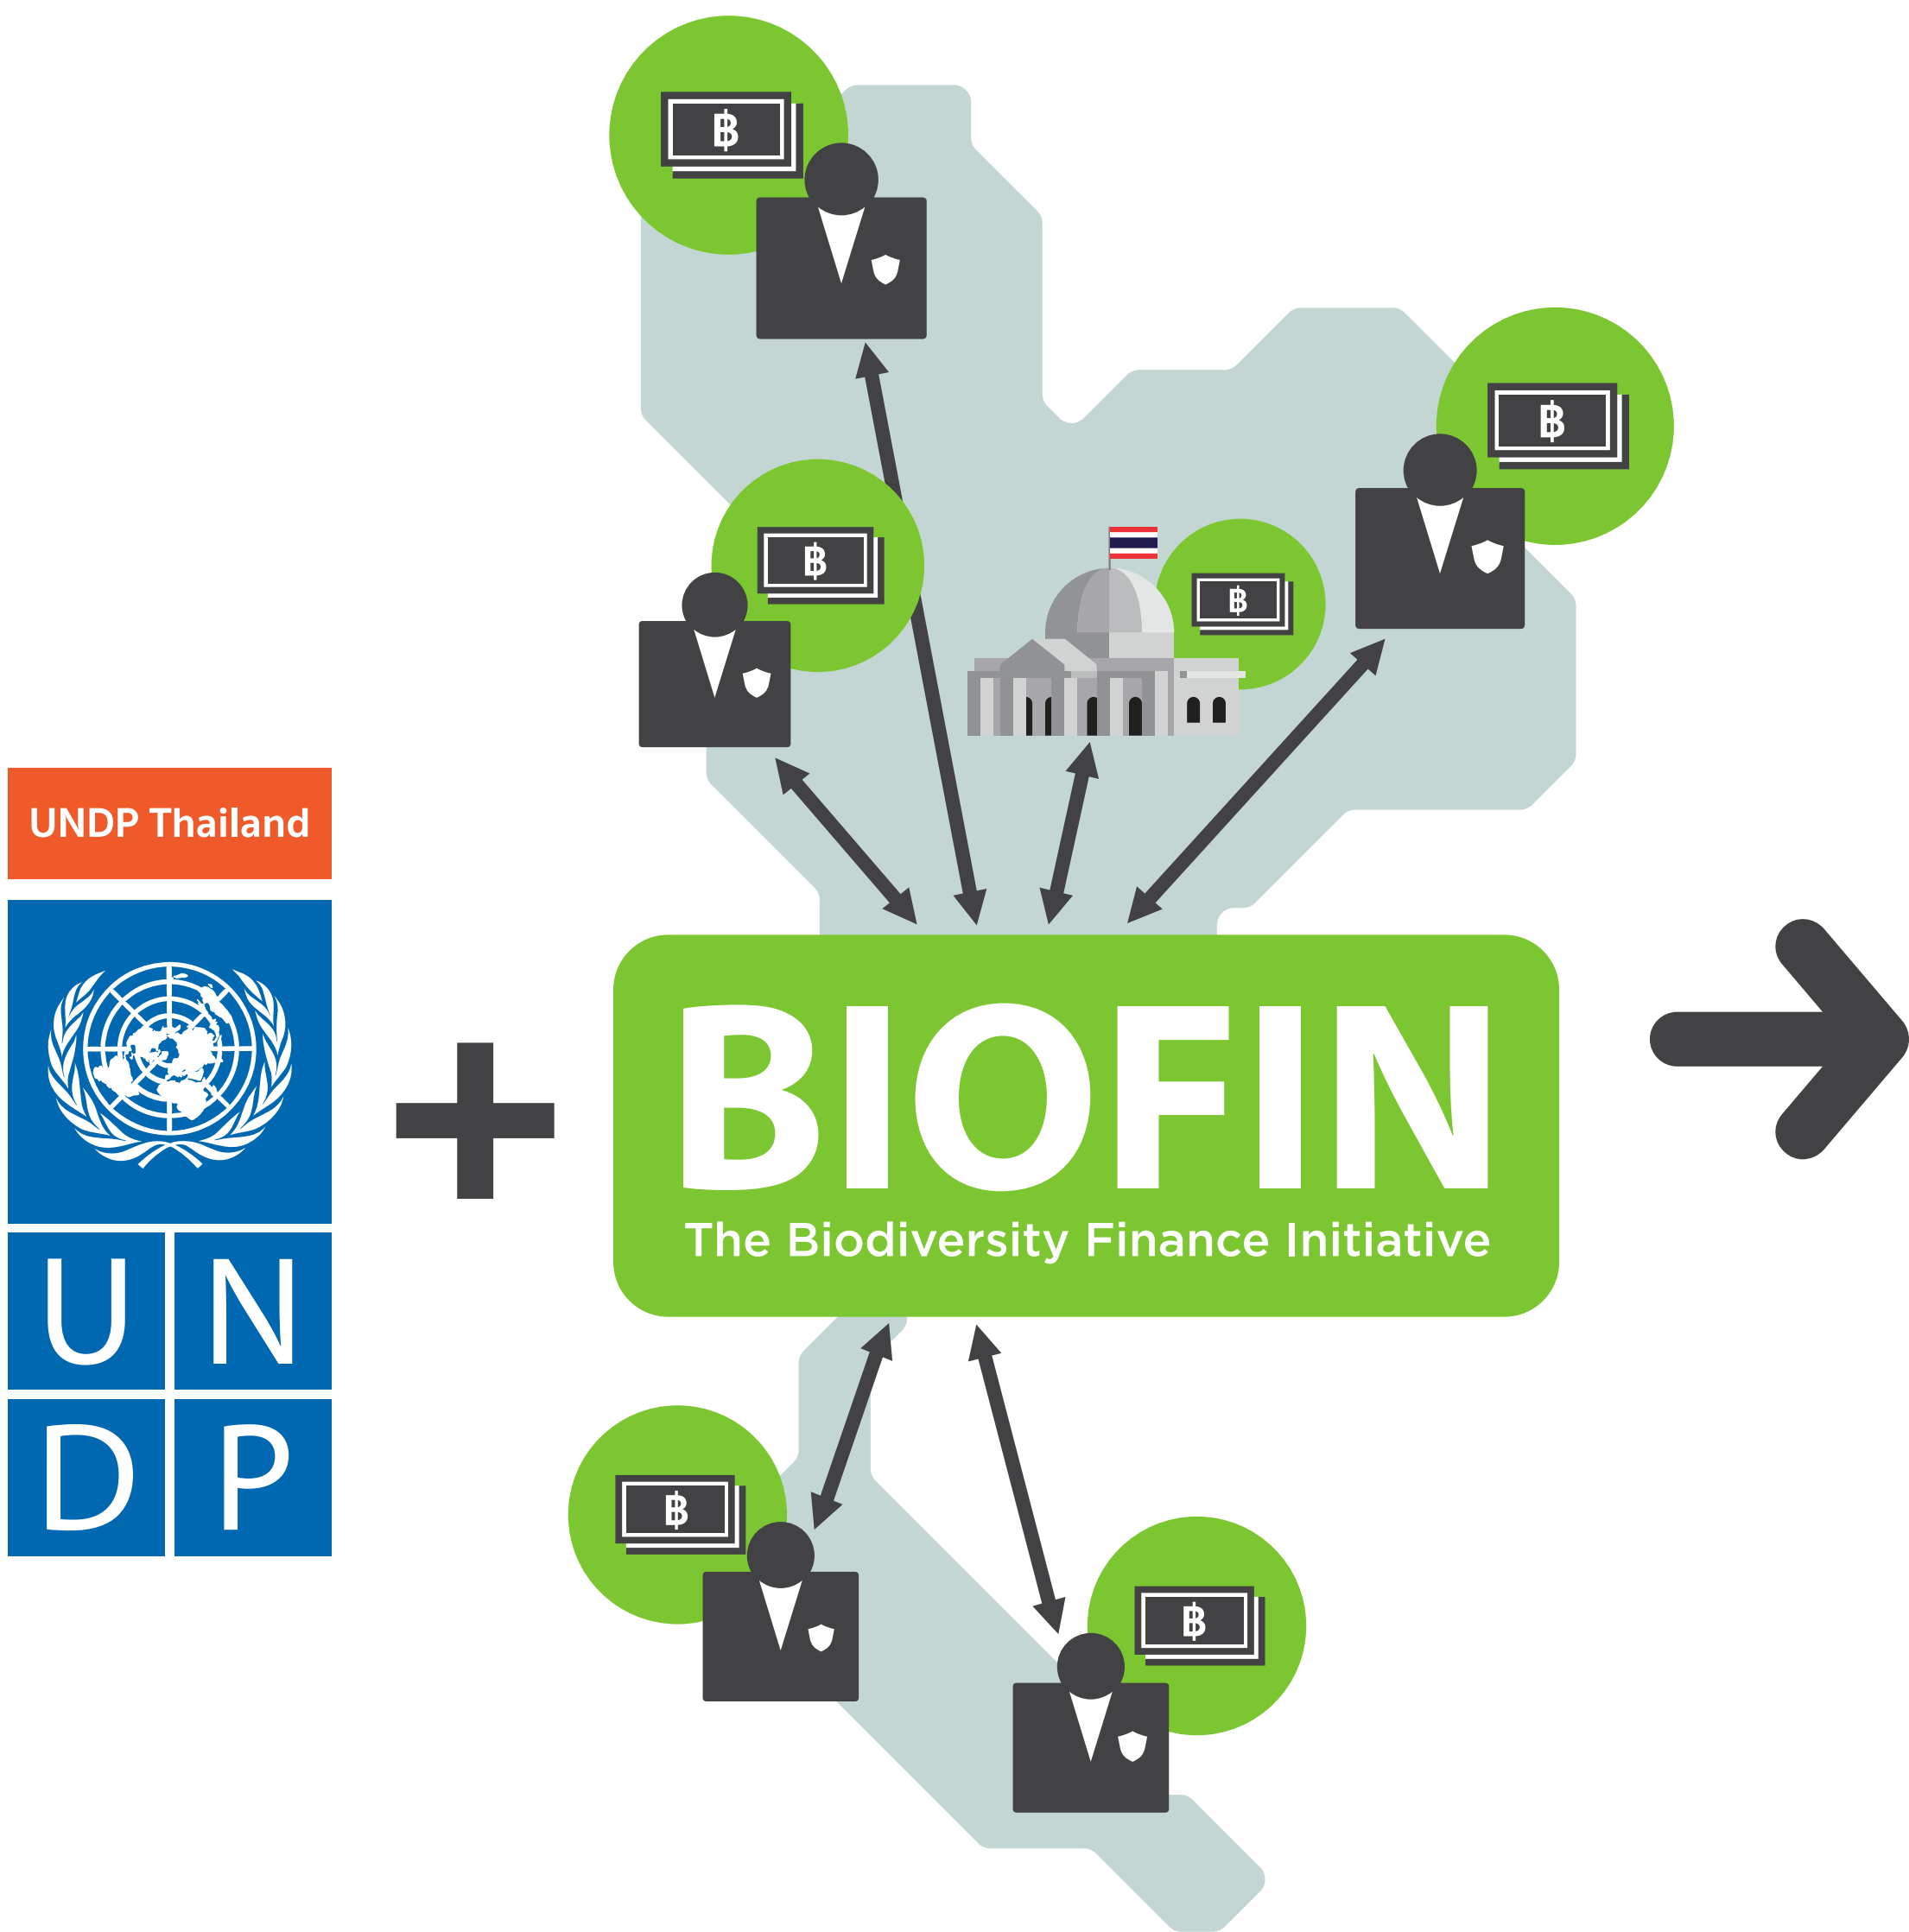 UNDP Thailand
U N
D P
BIOFIN
The Biodiversity Finance Initiative
฿
฿
฿
฿
฿
฿